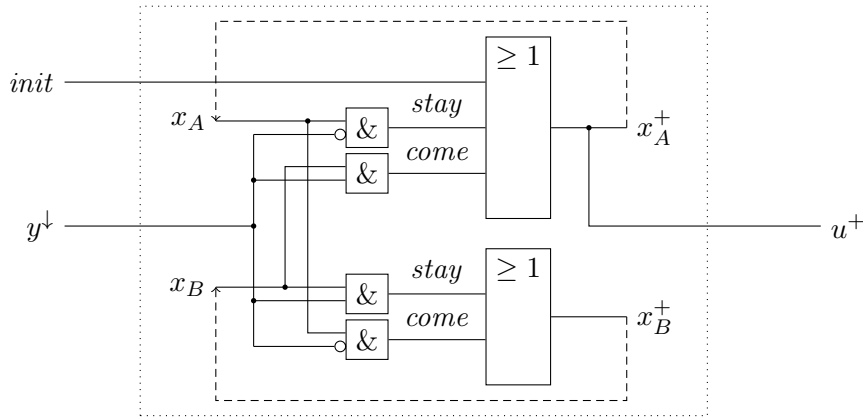 init
≥ 1
stay
x_A
&
x_A^+
come
&
y^↓
u^+
≥ 1
stay
x_B
&
x_B^+
come
&